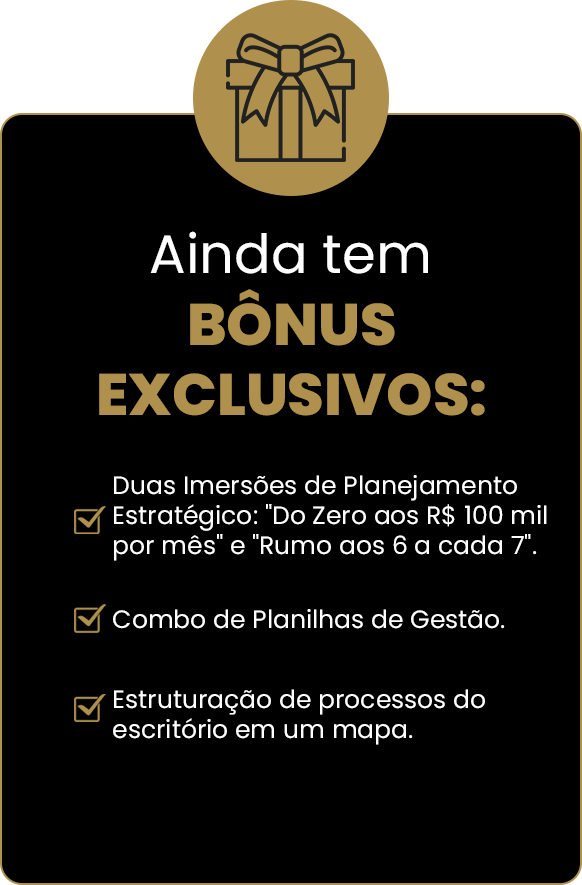 Ainda tem
BÔNUS
EXCLUSIVOS:
Duas Imersões de Planejamento
Estratégico: "Do Zero aos R$ 100 mil
por mês" e "Rumo aos 6 a cada 7".
Combo de Planilhas de Gestão.
Estruturação de processos do
escritório em um mapa.